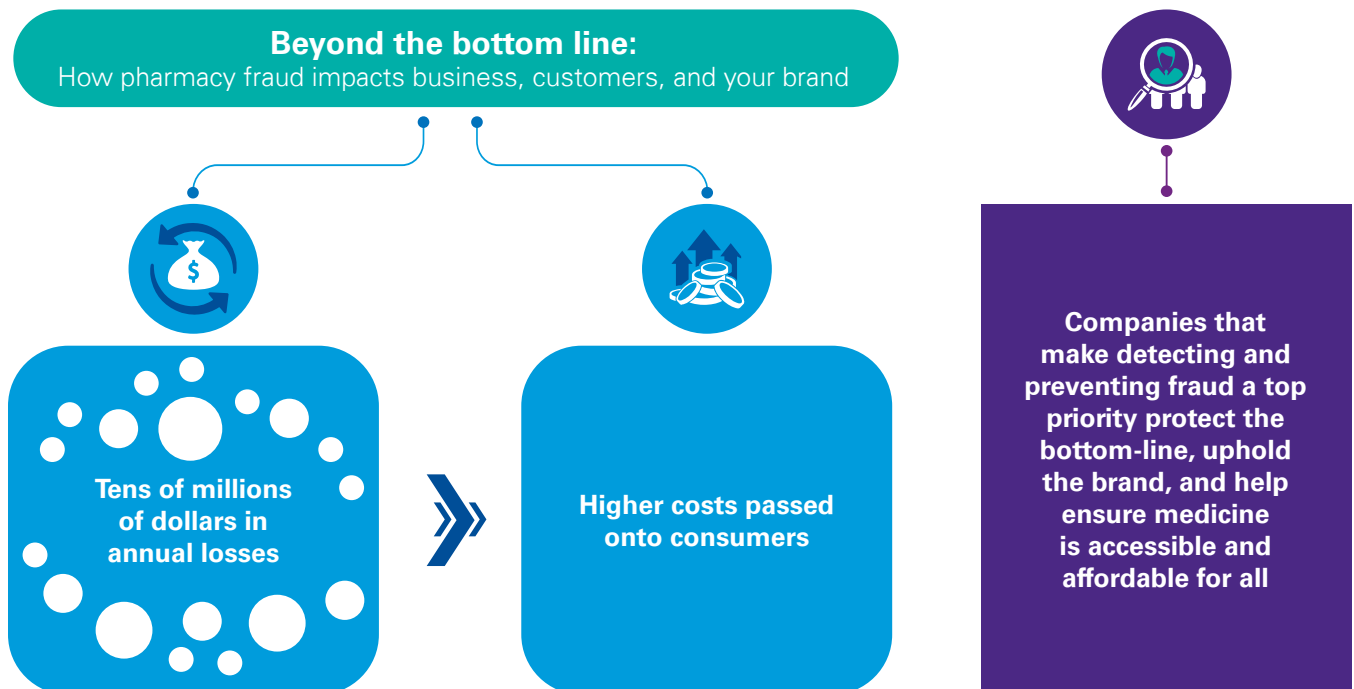 Beyond the bottom line:
How pharmacy fraud impacts business, customers, and your brand
$
Tens of millions
of dollars in
annual losses
Higher costs passed
onto consumers
Companies that
make detecting and
preventing fraud a top
priority protect the
bottom-line, uphold
the brand, and help
ensure medicine
is accessible and
affordable for all